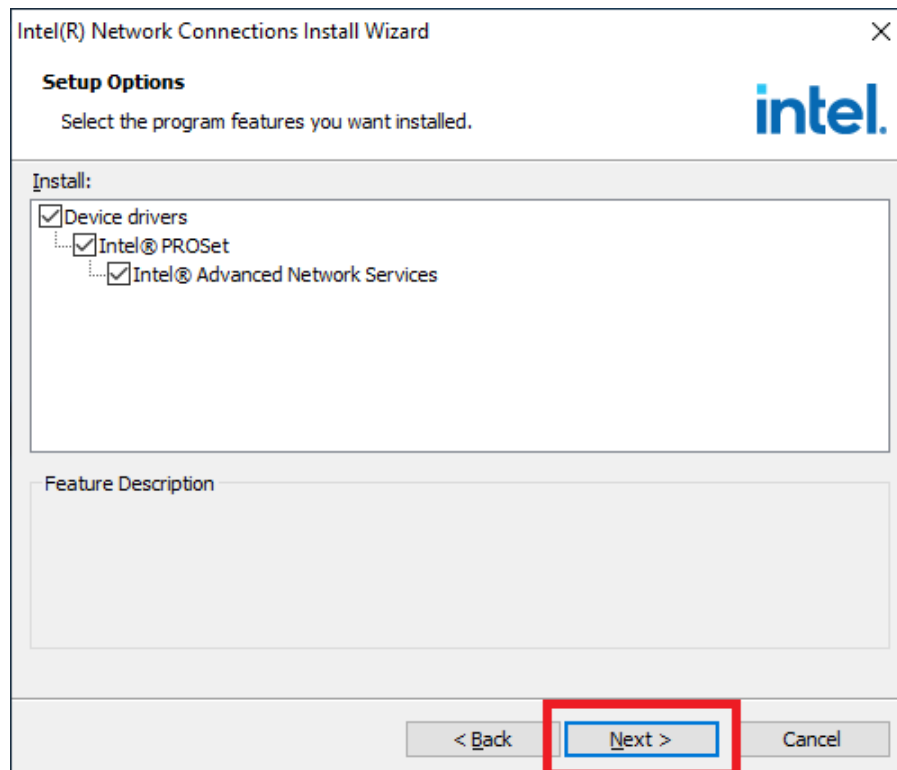 Intel(R) Network Connections Install Wizard
Setup Options
Select the program features you want installed.
intel.
Install:
Device drivers
Intel® PROSet
Intel® Advanced Network Services
Feature Description
< Back
Next >
Cancel